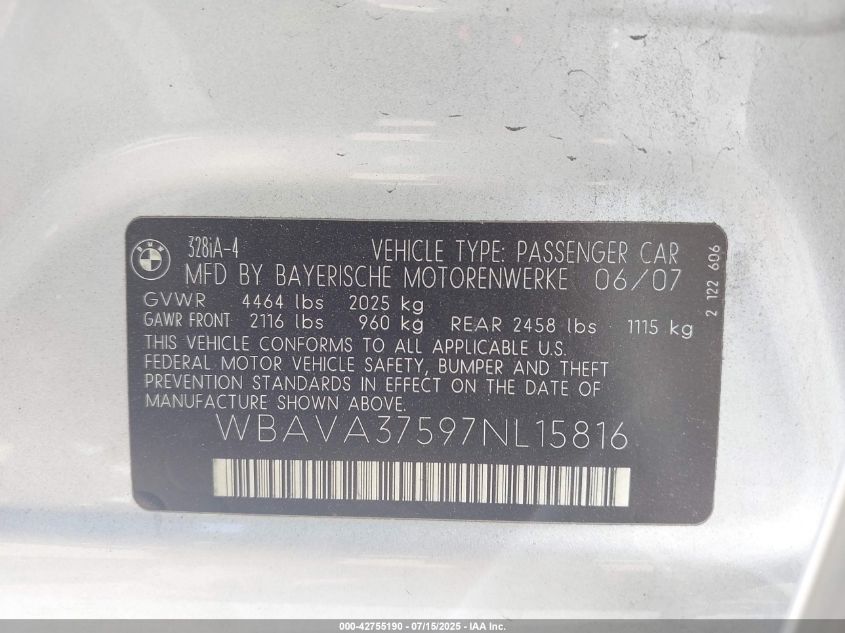 BMW
328iA-4
VEHICLE TYPE: PASSENGER CAR
MFD BY BAYERISCHE MOTORENWERKE 06/07
GVWR 4464 lbs 2025 kg
GAWR FRONT 2116 lbs 960 kg REAR 2458 lbs 1115 kg
THIS VEHICLE CONFORMS TO ALL APPLICABLE U.S.
FEDERAL MOTOR VEHICLE SAFETY, BUMPER AND THEFT
PREVENTION STANDARDS IN EFFECT ON THE DATE OF
MANUFACTURE SHOWN ABOVE.
WBAVA37597NL15816
2 122 606
000-42755190 - 07/15/2025 - IAA Inc.